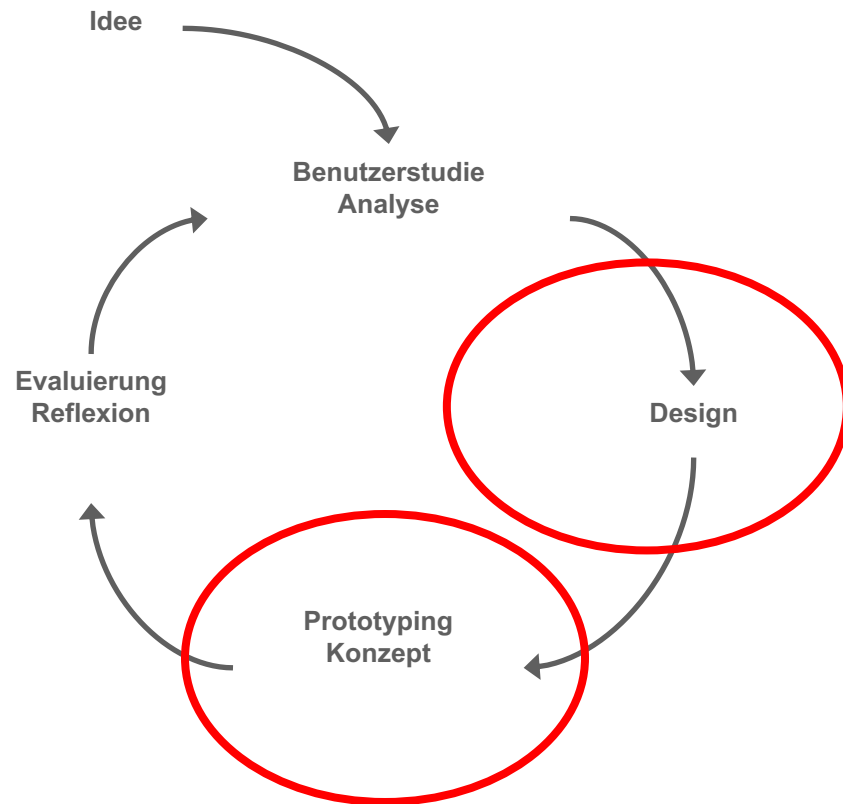 Idee
Benutzerstudie
Analyse
Design
Prototyping
Konzept
Evaluierung
Reflexion